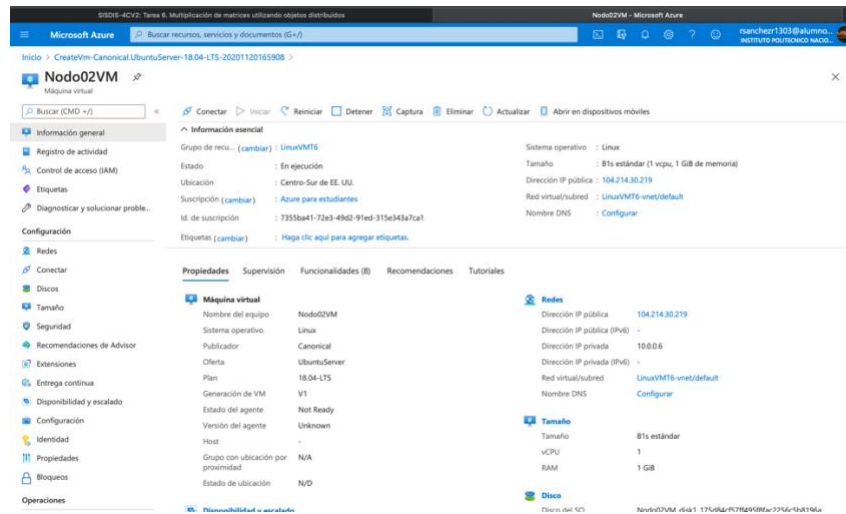 SISDIS-4CV2: Tarea 6. Multiplicación de matrices utilizando objetos distribuidos
Nodo02VM - Microsoft Azure
Microsoft Azure
Buscar recursos, servicios y documentos (G+/)
rsanchezr1303@alumno...
INSTITUTO POLITECNICO NACIO...
Inicio > CreateVm-Canonical.UbuntuServer-18.04-LTS-20201120165908 >
Nodo02VM
Máquina virtual
Buscar (CMD +/)
Conectar Iniciar Reiniciar Detener Captura Eliminar Actualizar Abrir en dispositivos móviles
Información general
Registro de actividad
Control de acceso (IAM)
Etiquetas
Diagnosticar y solucionar proble...
Configuración
Redes
Conectar
Discos
Tamaño
Seguridad
Recomendaciones de Advisor
Extensiones
Entrega continua
Disponibilidad y escalado
Configuración
Identidad
Propiedades
Bloqueos
Operaciones
Información esencial
Grupo de recu... (cambiar) : LinuxVMT6
Estado : En ejecución
Ubicación : Centro-Sur de EE. UU.
Suscripción (cambiar) : Azure para estudiantes
Id. de suscripción : 7355ba41-72e3-49d2-91ed-315e343a7ca1
Etiquetas (cambiar) : Haga clic aquí para agregar etiquetas.
Sistema operativo : Linux
Tamaño : B1s estándar (1 vcpu, 1 GiB de memoria)
Dirección IP pública : 104.214.30.219
Red virtual/subred : LinuxVMT6-vnet/default
Nombre DNS : Configurar
Propiedades Supervisión Funcionalidades (8) Recomendaciones Tutoriales
Máquina virtual
Nombre del equipo Nodo02VM
Sistema operativo Linux
Publicador Canonical
Oferta UbuntuServer
Plan 18.04-LTS
Generación de VM V1
Estado del agente Not Ready
Versión del agente Unknown
Host -
Grupo con ubicación por proximidad N/A
Estado de ubicación N/D
Disponibilidad y escalado
Redes
Dirección IP pública 104.214.30.219
Dirección IP pública (IPv6) -
Dirección IP privada 10.0.0.6
Dirección IP privada (IPv6) -
Red virtual/subred LinuxVMT6-vnet/default
Nombre DNS Configurar
Tamaño
Tamaño B1s estándar
vCPU 1
RAM 1 GiB
Disco
Disco del SO